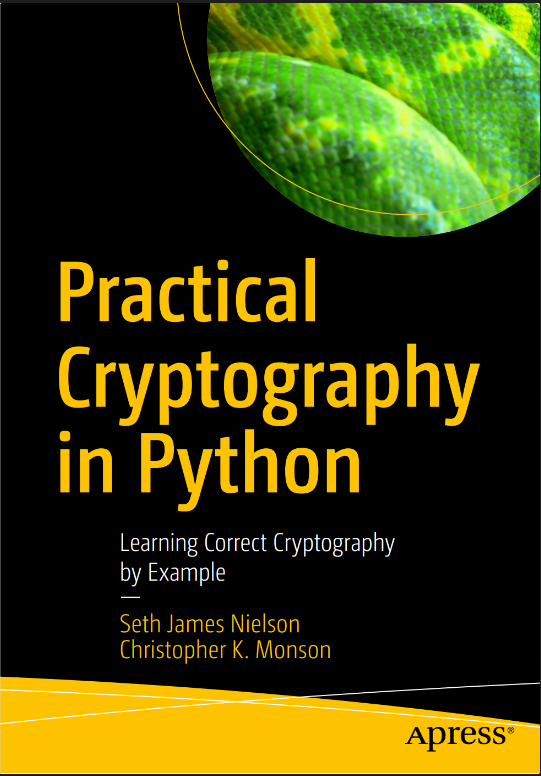 Practical
Cryptography
in Python
Learning Correct Cryptography
by Example
Seth James Nielson
Christopher K. Monson
Apress®